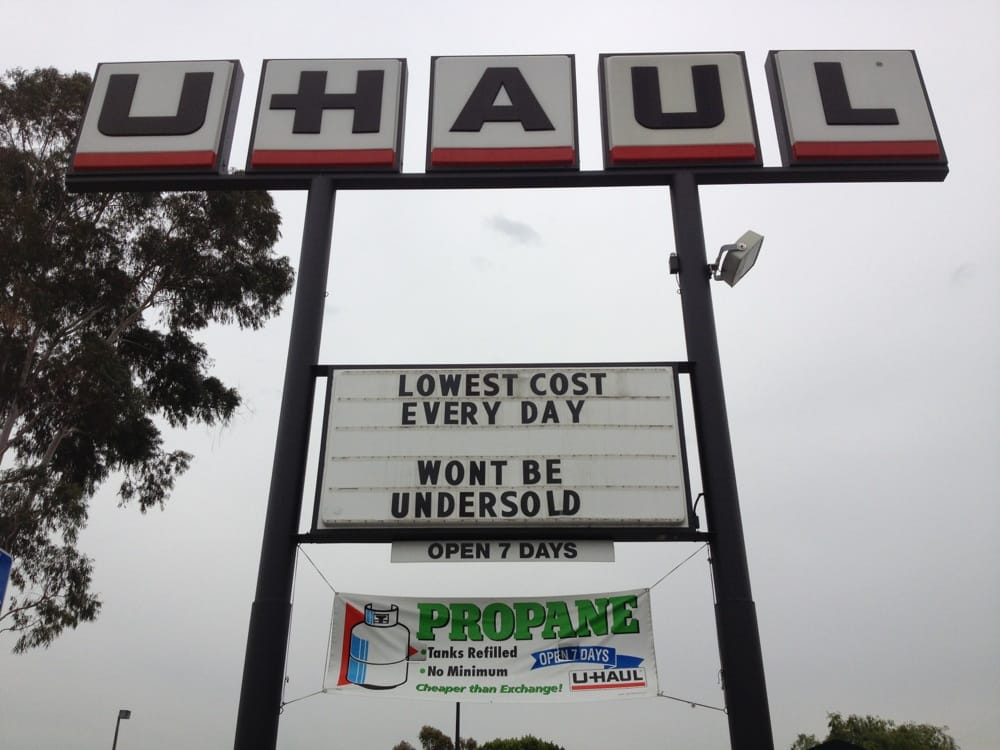 U-HAUL
LOWEST COST
EVERY DAY
WONT BE
UNDERSOLD
OPEN 7 DAYS
PROPANE
• Tanks Refilled
• No Minimum
Cheaper than Exchange!
OPEN 7 DAYS
U-HAUL